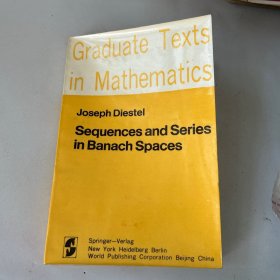 Graduate Texts
in Mathematics
Joseph Diestel
Sequences and Series
in Banach Spaces
Springer-Verlag
New York Heidelberg Berlin
World Publishing Corporation Beijing China